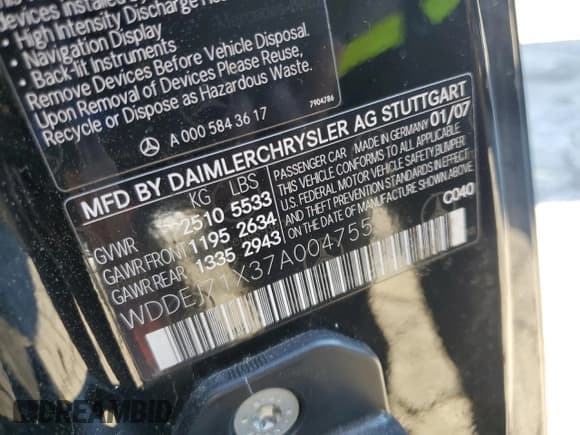 devices installed by
• High Intensity Discharge
• Navigation Display
• Back-lit Instruments
Remove Devices Before Vehicle Disposal.
Upon Removal of Devices Please Reuse,
Recycle or Dispose as Hazardous Waste.
A 000 584 36 17
7904786
MFD BY DAIMLERCHRYSLER AG STUTTGART
KG LBS
GVWR 2510 5533
GAWR FRONT 1195 2634
GAWR REAR 1335 2943
PASSENGER CAR MADE IN GERMANY 01/07
THIS VEHICLE CONFORMS TO ALL APPLICABLE
U.S. FEDERAL MOTOR VEHICLE SAFETY, BUMPER
AND THEFT PREVENTION STANDARDS IN EFFECT
ON THE DATE OF MANUFACTURE SHOWN ABOVE.
C040
WDDEJ71X37A004755
DREAMBID